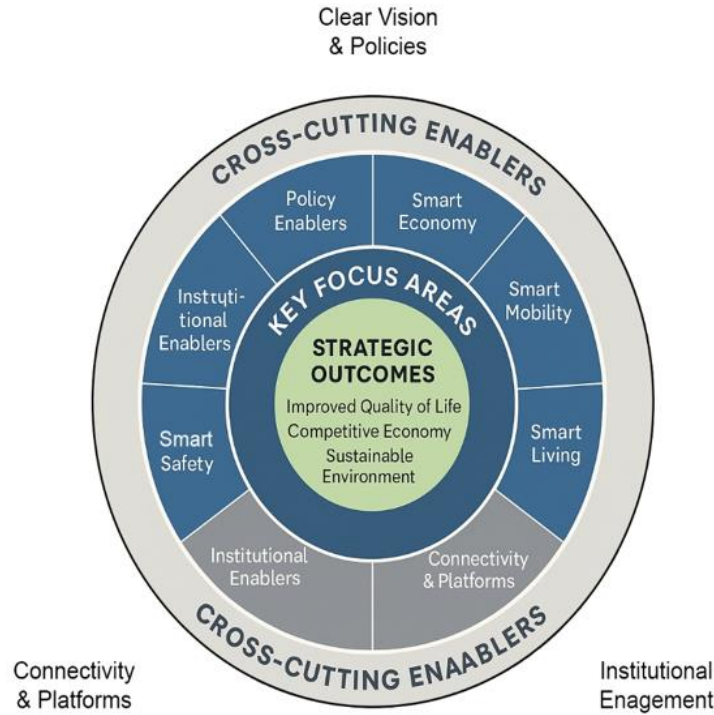 Clear Vision
& Policies
CROSS-CUTTING ENABLERS
Policy
Enablers
Smart
Economy
Instıtuti-
tional
Enablers
Smart
Mobility
KEY FOCUS AREAS
STRATEGIC
OUTCOMES
Improved Quality of Life
Competitive Economy
Sustainable
Environment
Smart
Safety
Smart
Living
Institutional
Enablers
Connectivity
& Platforms
CROSS-CUTTING ENAABLERS
Connectivity
& Platforms
Institutional
Enagement